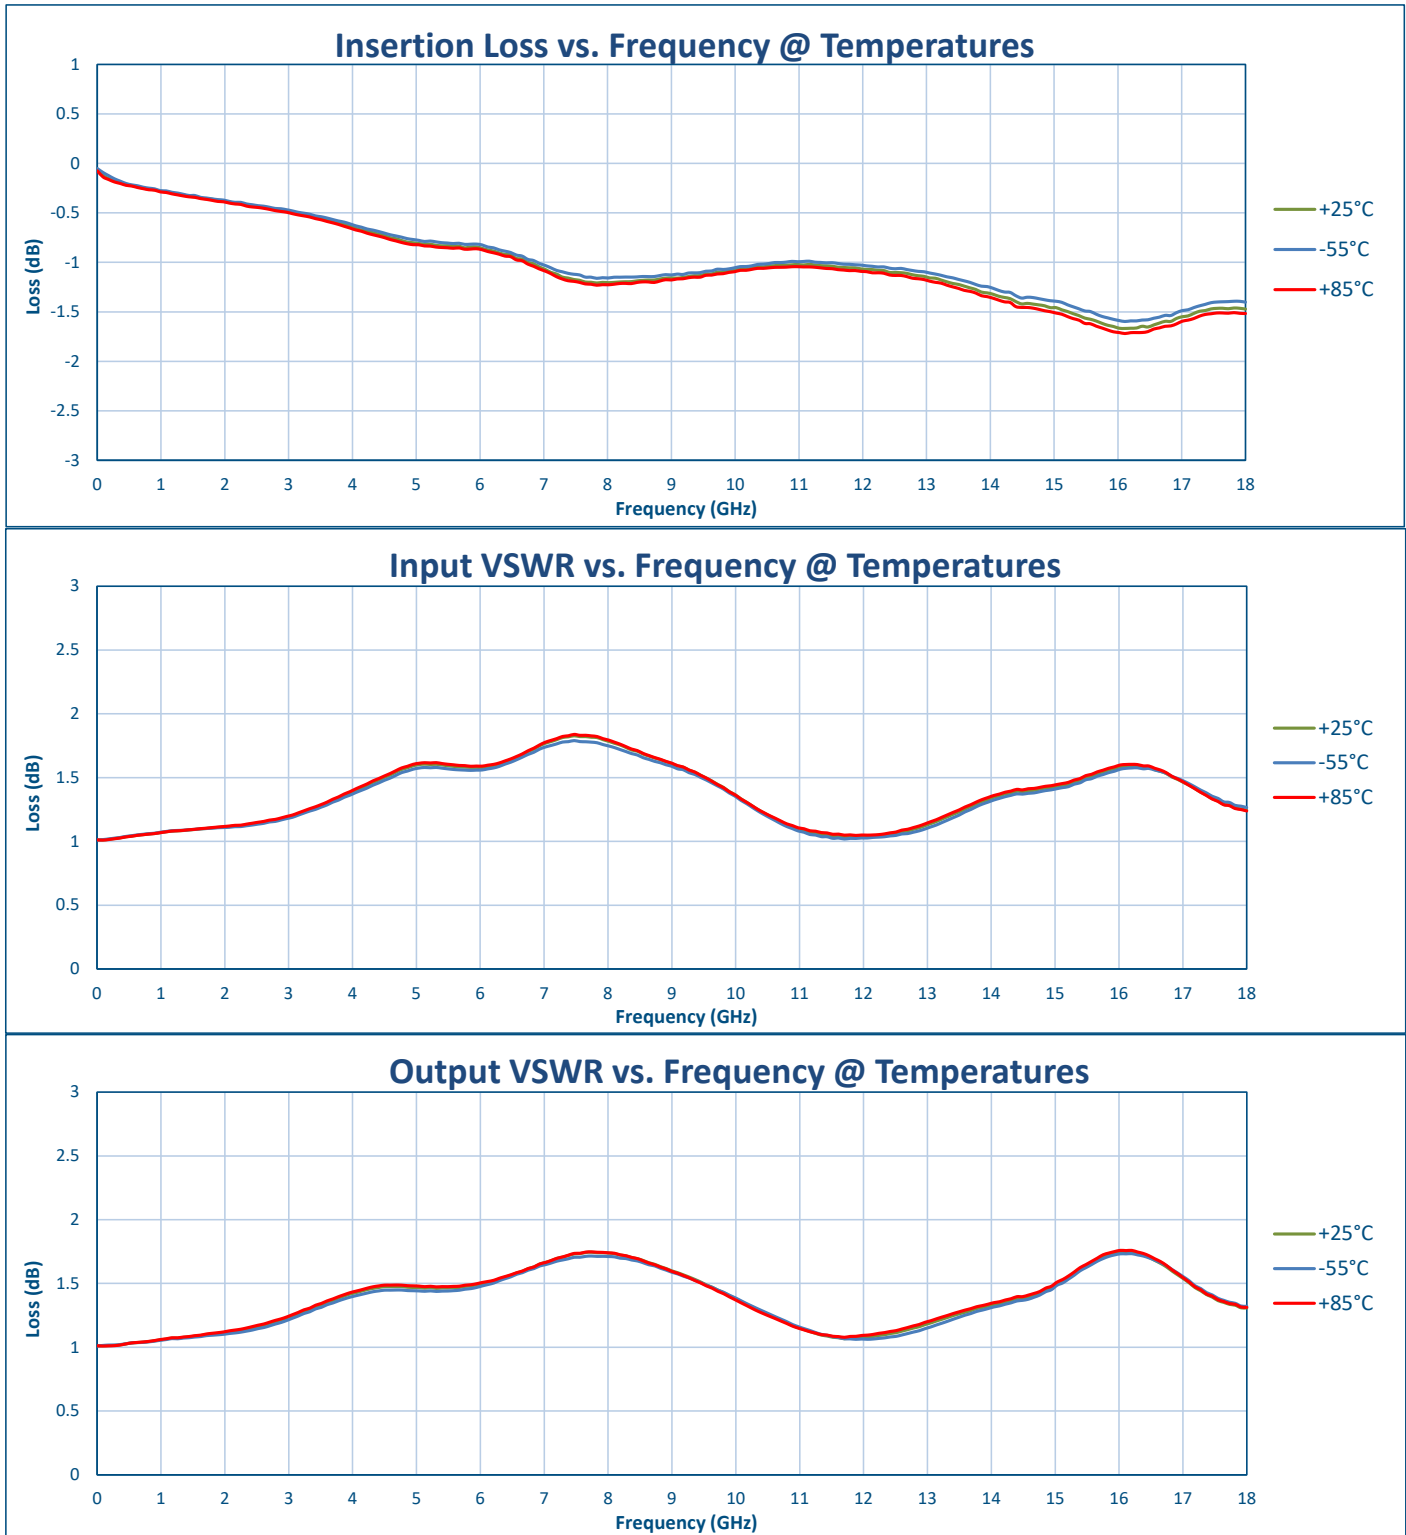 Insertion Loss vs. Frequency @ Temperatures
1
0.5
0
-0.5
-1
-1.5
-2
-2.5
-3
Loss (dB)
0 1 2 3 4 5 6 7 8 9 10 11 12 13 14 15 16 17 18
Frequency (GHz)
+25°C
-55°C
+85°C
Input VSWR vs. Frequency @ Temperatures
3
2.5
2
1.5
1
0.5
0
Loss (dB)
0 1 2 3 4 5 6 7 8 9 10 11 12 13 14 15 16 17 18
Frequency (GHz)
+25°C
-55°C
+85°C
Output VSWR vs. Frequency @ Temperatures
3
2.5
2
1.5
1
0.5
0
Loss (dB)
0 1 2 3 4 5 6 7 8 9 10 11 12 13 14 15 16 17 18
Frequency (GHz)
+25°C
-55°C
+85°C